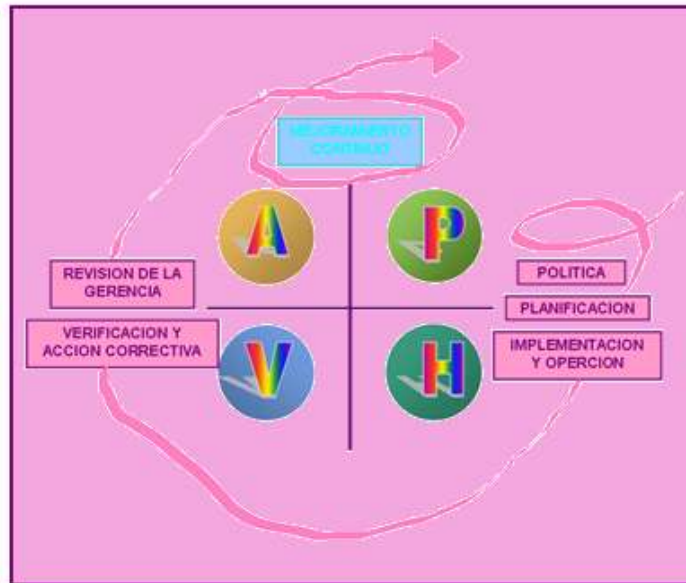 MEJORAMIENTO
CONTINUO
A
P
REVISION DE LA
GERENCIA
POLITICA
PLANIFICACION
VERIFICACION Y
ACCION CORRECTIVA
V
H
IMPLEMENTACION
Y OPERCION